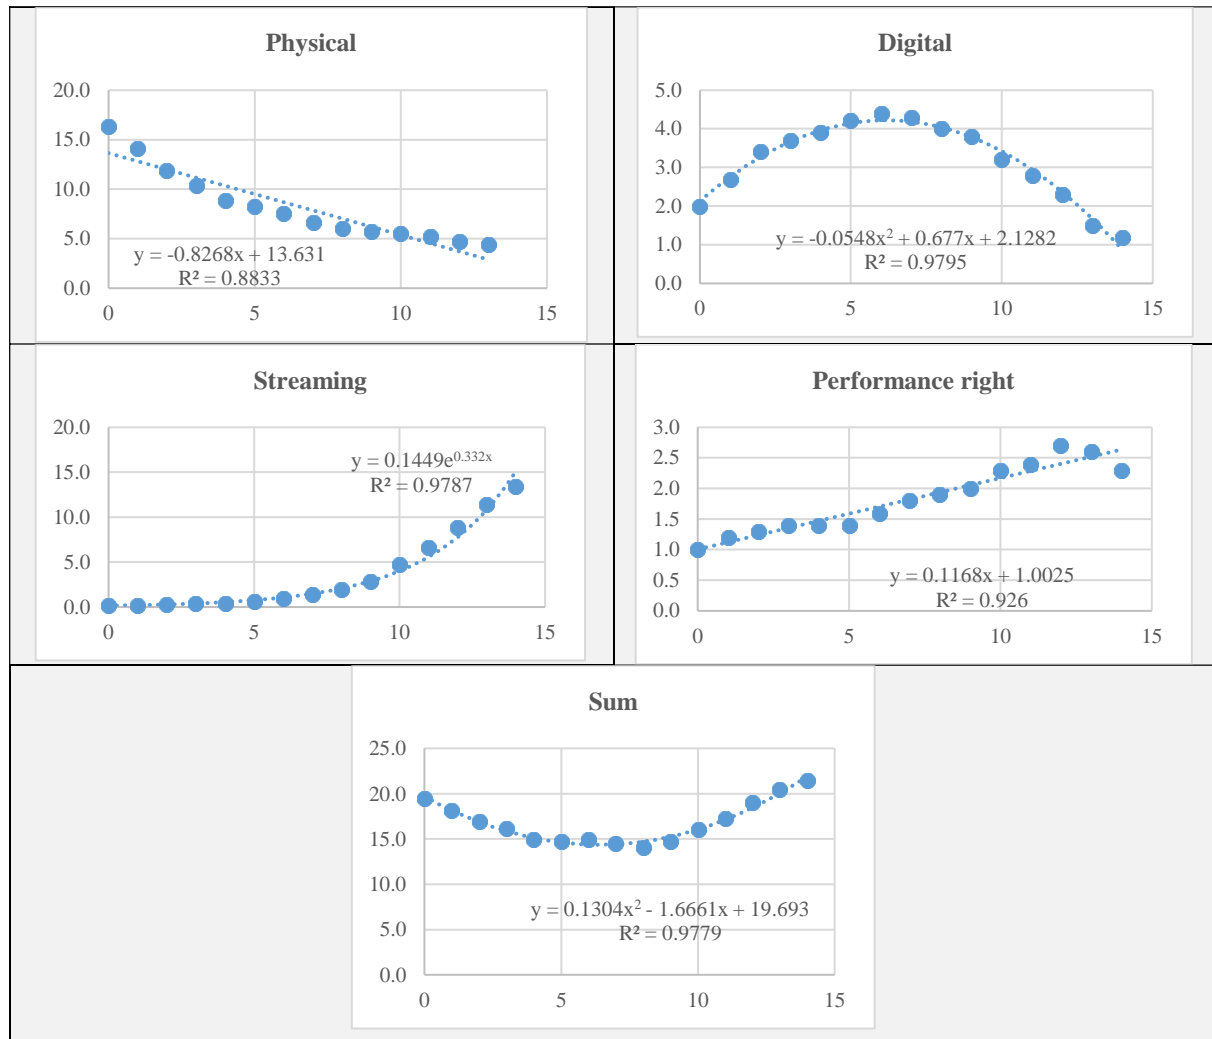 Physical
20.0
15.0
10.0
5.0
0.0
y = -0.8268x + 13.631
R² = 0.8833
0 5 10 15
Digital
5.0
4.0
3.0
2.0
1.0
0.0
y = -0.0548x² + 0.677x + 2.1282
R² = 0.9795
0 5 10 15
Streaming
20.0
15.0
10.0
5.0
0.0
y = 0.1449e^0.332x
R² = 0.9787
0 5 10 15
Performance right
3.0
2.5
2.0
1.5
1.0
0.5
0.0
y = 0.1168x + 1.0025
R² = 0.926
0 5 10 15
Sum
25.0
20.0
15.0
10.0
5.0
0.0
y = 0.1304x² - 1.6661x + 19.693
R² = 0.9779
0 5 10 15